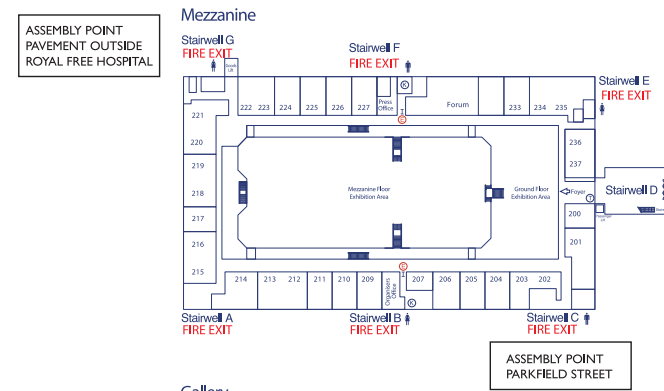 Mezzanine
ASSEMBLY POINT
PAVEMENT OUTSIDE
ROYAL FREE HOSPITAL
Stairwell G
FIRE EXIT
Stairwell F
FIRE EXIT
Stairwell E
FIRE EXIT
Goods
Lift
K
222 223 224 225 226 227
Press
Office
Forum
233 234 235
E
221
220
219
218
217
216
215
236
237
Mezzanine Floor
Exhibition Area
Ground Floor
Exhibition Area
Foyer
T
Stairwell D
200
201
E
214 213 212 211 210 209
Organisers
Office
207 206 205 204 203 202
K
Stairwell A
FIRE EXIT
Stairwell B
FIRE EXIT
Stairwell C
FIRE EXIT
ASSEMBLY POINT
PARKFIELD STREET
Gallery